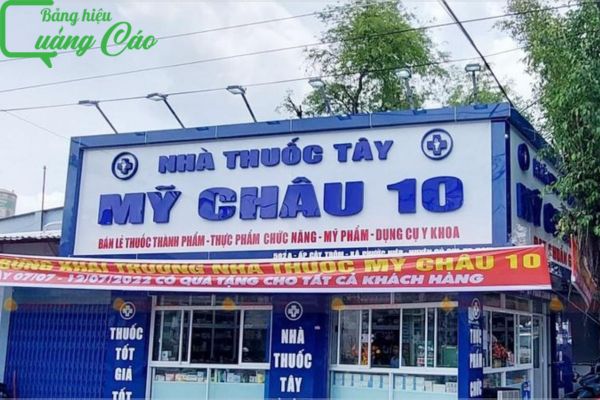 Bảng hiệu
Quảng Cáo
NHÀ THUỐC TÂY
MỸ CHÂU 10
BÁN LẺ THUỐC THÀNH PHẨM - THỰC PHẨM CHỨC NĂNG - MỸ PHẨM - DỤNG CỤ Y KHOA
KHAI TRƯƠNG NHÀ THUỐC MỸ CHÂU 10
07/07 - 12/07/2022 CÓ QUÀ TẶNG CHO TẤT CẢ KHÁCH HÀNG
THUỐC
TỐT
GIÁ
TỐT
NHÀ
THUỐC
TÂY